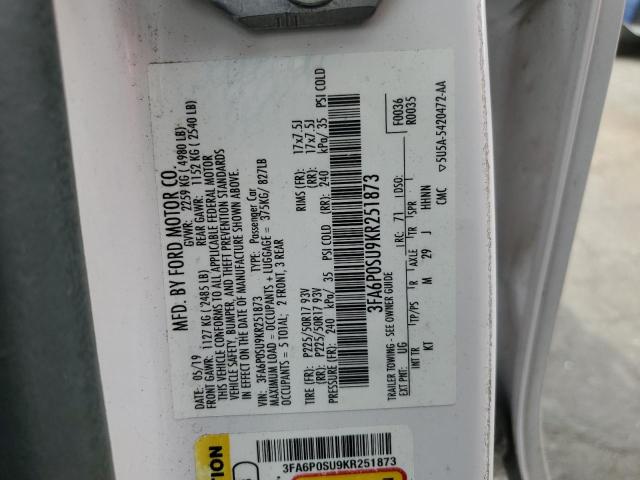 MFD. BY FORD MOTOR CO.
DATE: 05/19 GVWR: 2259 KG ( 4980 LB)
FRONT GAWR: 1127 KG ( 2485 LB) REAR GAWR: 1152 KG ( 2540 LB)
THIS VEHICLE CONFORMS TO ALL APPLICABLE FEDERAL MOTOR
VEHICLE SAFETY, BUMPER, AND THEFT PREVENTION STANDARDS
IN EFFECT ON THE DATE OF MANUFACTURE SHOWN ABOVE.
VIN: 3FA6P0SU9KR251873 TYPE: Passenger Car
MAXIMUM LOAD = OCCUPANTS + LUGGAGE = 375KG/ 827LB
OCCUPANTS = 5 TOTAL; 2 FRONT, 3 REAR
TIRE (FR): P225/50R17 93V RIMS (FR): 17x7.5J
(RR): P225/50R17 93V (RR): 17x7.5J
PRESSURE (FR): 240 kPa/ 35 PSI COLD (RR): 240 kPa/ 35 PSI COLD
3FA6P0SU9KR251873
TRAILER TOWING - SEE OWNER GUIDE
F0036
R0035
EXT PNT: UG RC: 71 DSO:
INT TR TP/PS R AXLE TR SPR
KT M 29 J HHNN
CMC
5U5A-5420472-AA
3FA6P0SU9KR251873